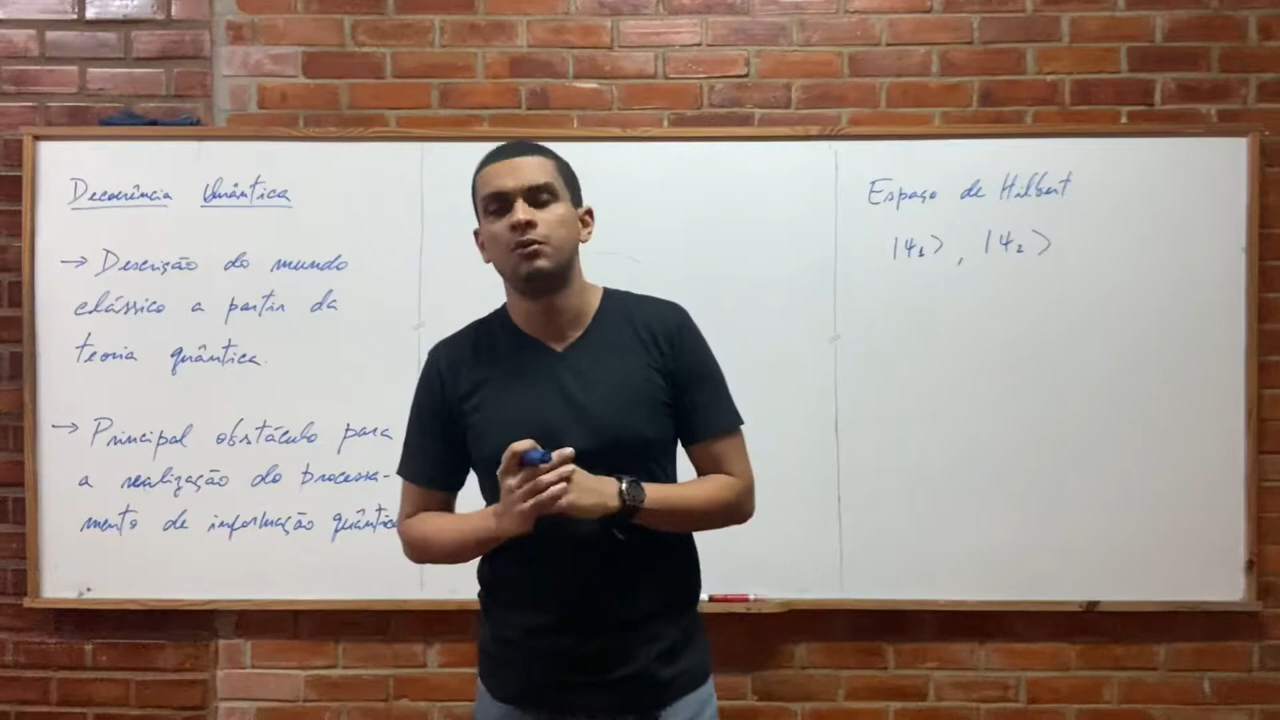 Decoerência Quântica
→ Descrição do mundo
clássico a partir da
teoria quântica.
→ Principal obstáculo para
a realização do processa-
mento de informação quântica
Espaço de Hilbert
|ψ₁⟩, |ψ₂⟩